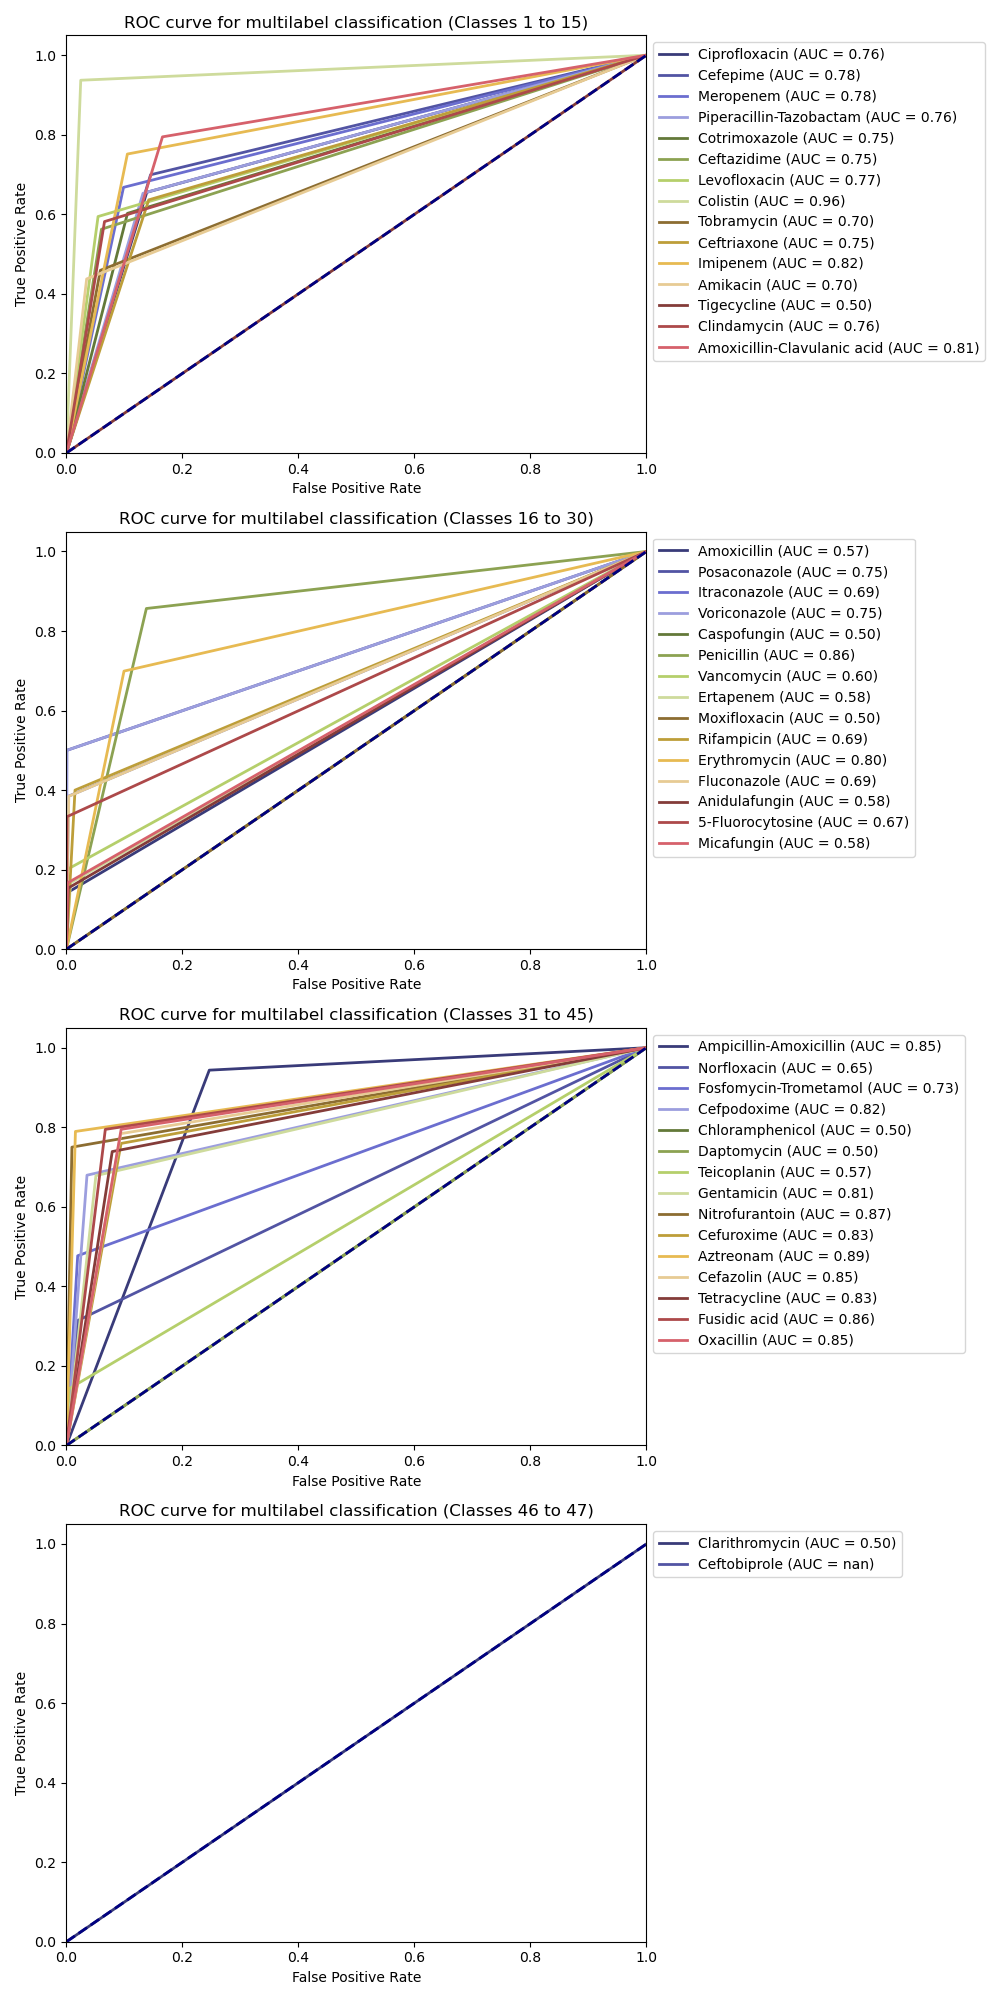 ROC curve for multilabel classification (Classes 1 to 15)
True Positive Rate
1.0
0.8
0.6
0.4
0.2
0.0
0.0 0.2 0.4 0.6 0.8 1.0
False Positive Rate
Ciprofloxacin (AUC = 0.76)
Cefepime (AUC = 0.78)
Meropenem (AUC = 0.78)
Piperacillin-Tazobactam (AUC = 0.76)
Cotrimoxazole (AUC = 0.75)
Ceftazidime (AUC = 0.75)
Levofloxacin (AUC = 0.77)
Colistin (AUC = 0.96)
Tobramycin (AUC = 0.70)
Ceftriaxone (AUC = 0.75)
Imipenem (AUC = 0.82)
Amikacin (AUC = 0.70)
Tigecycline (AUC = 0.50)
Clindamycin (AUC = 0.76)
Amoxicillin-Clavulanic acid (AUC = 0.81)
ROC curve for multilabel classification (Classes 16 to 30)
True Positive Rate
1.0
0.8
0.6
0.4
0.2
0.0
0.0 0.2 0.4 0.6 0.8 1.0
False Positive Rate
Amoxicillin (AUC = 0.57)
Posaconazole (AUC = 0.75)
Itraconazole (AUC = 0.69)
Voriconazole (AUC = 0.75)
Caspofungin (AUC = 0.50)
Penicillin (AUC = 0.86)
Vancomycin (AUC = 0.60)
Ertapenem (AUC = 0.58)
Moxifloxacin (AUC = 0.50)
Rifampicin (AUC = 0.69)
Erythromycin (AUC = 0.80)
Fluconazole (AUC = 0.69)
Anidulafungin (AUC = 0.58)
5-Fluorocytosine (AUC = 0.67)
Micafungin (AUC = 0.58)
ROC curve for multilabel classification (Classes 31 to 45)
True Positive Rate
1.0
0.8
0.6
0.4
0.2
0.0
0.0 0.2 0.4 0.6 0.8 1.0
False Positive Rate
Ampicillin-Amoxicillin (AUC = 0.85)
Norfloxacin (AUC = 0.65)
Fosfomycin-Trometamol (AUC = 0.73)
Cefpodoxime (AUC = 0.82)
Chloramphenicol (AUC = 0.50)
Daptomycin (AUC = 0.50)
Teicoplanin (AUC = 0.57)
Gentamicin (AUC = 0.81)
Nitrofurantoin (AUC = 0.87)
Cefuroxime (AUC = 0.83)
Aztreonam (AUC = 0.89)
Cefazolin (AUC = 0.85)
Tetracycline (AUC = 0.83)
Fusidic acid (AUC = 0.86)
Oxacillin (AUC = 0.85)
ROC curve for multilabel classification (Classes 46 to 47)
True Positive Rate
1.0
0.8
0.6
0.4
0.2
0.0
0.0 0.2 0.4 0.6 0.8 1.0
False Positive Rate
Clarithromycin (AUC = 0.50)
Ceftobiprole (AUC = nan)